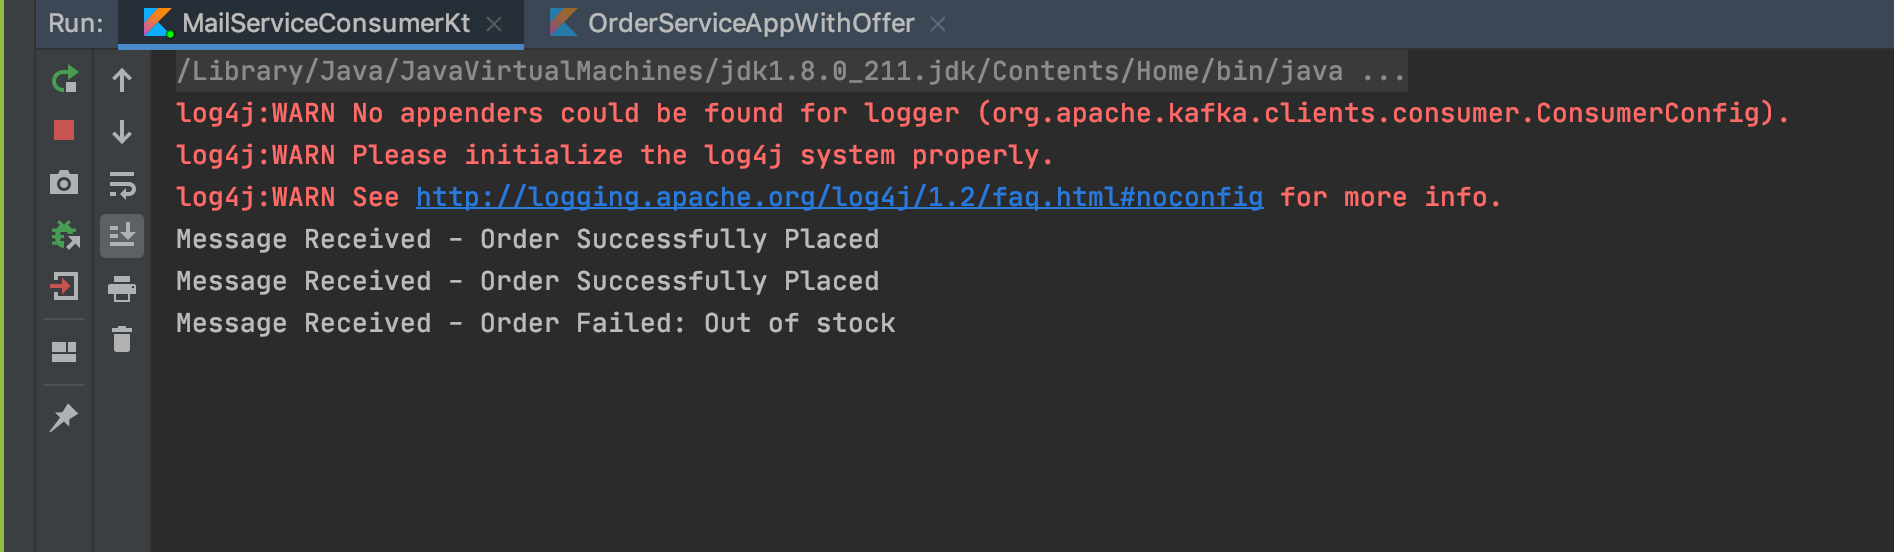 Run: MailServiceConsumerKt OrderServiceAppWithOffer
/Library/Java/JavaVirtualMachines/jdk1.8.0_211.jdk/Contents/Home/bin/java ...
log4j:WARN No appenders could be found for logger (org.apache.kafka.clients.consumer.ConsumerConfig).
log4j:WARN Please initialize the log4j system properly.
log4j:WARN See http://logging.apache.org/log4j/1.2/faq.html#noconfig for more info.
Message Received - Order Successfully Placed
Message Received - Order Successfully Placed
Message Received - Order Failed: Out of stock